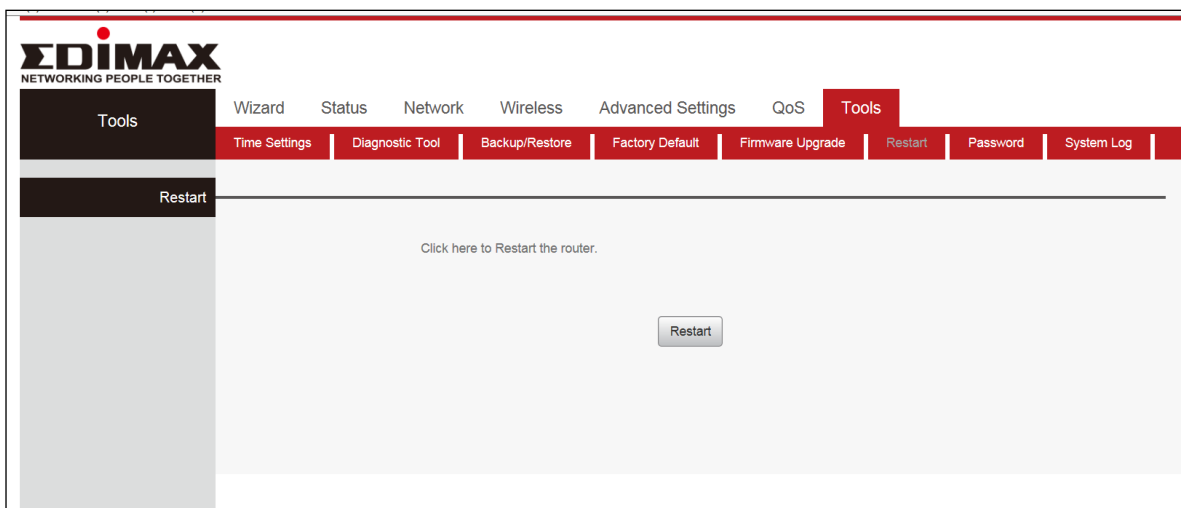 EDIMAX
NETWORKING PEOPLE TOGETHER
Tools
Wizard Status Network Wireless Advanced Settings QoS Tools
Time Settings Diagnostic Tool Backup/Restore Factory Default Firmware Upgrade Restart Password System Log
Restart
Click here to Restart the router.
Restart